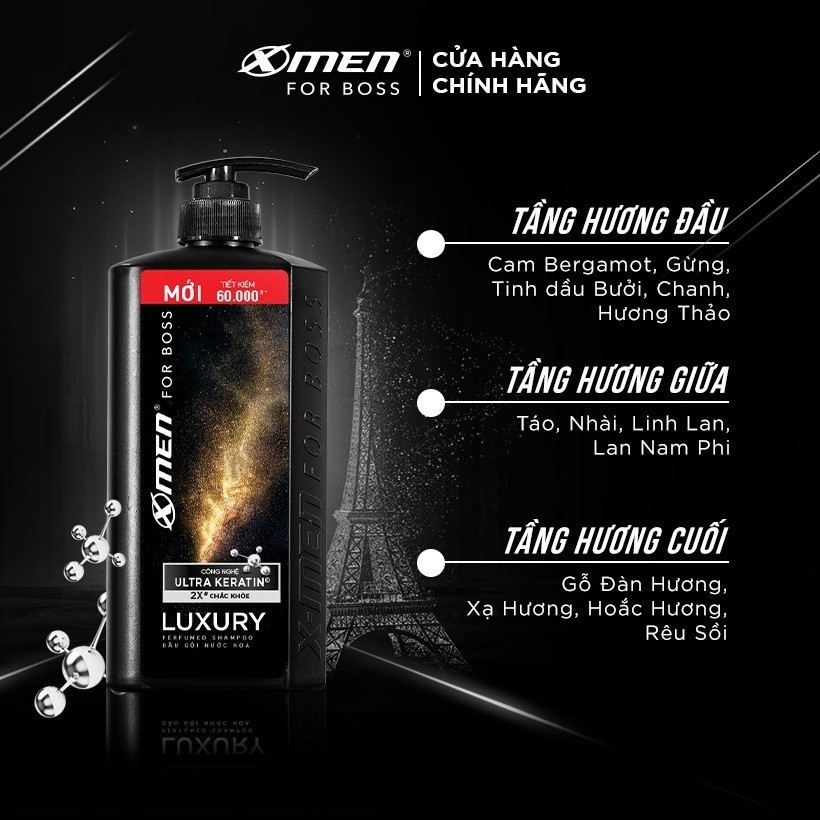 XMEN®
FOR BOSS
CỬA HÀNG
CHÍNH HÃNG
TẦNG HƯƠNG ĐẦU
Cam Bergamot, Gừng,
Tinh dầu Bưởi, Chanh,
Hương Thảo
TẦNG HƯƠNG GIỮA
Táo, Nhài, Linh Lan,
Lan Nam Phi
TẦNG HƯƠNG CUỐI
Gỗ Đàn Hương,
Xạ Hương, Hoắc Hương,
Rêu Sồi
MỚI
TIẾT KIỆM
60.000Đ*
XMEN® FOR BOSS
X-MEN FOR BOSS
CÔNG NGHỆ
ULTRA KERATIN©
2X# CHẮC KHỎE
LUXURY
PERFUMED SHAMPOO
DẦU GỘI NƯỚC HOA